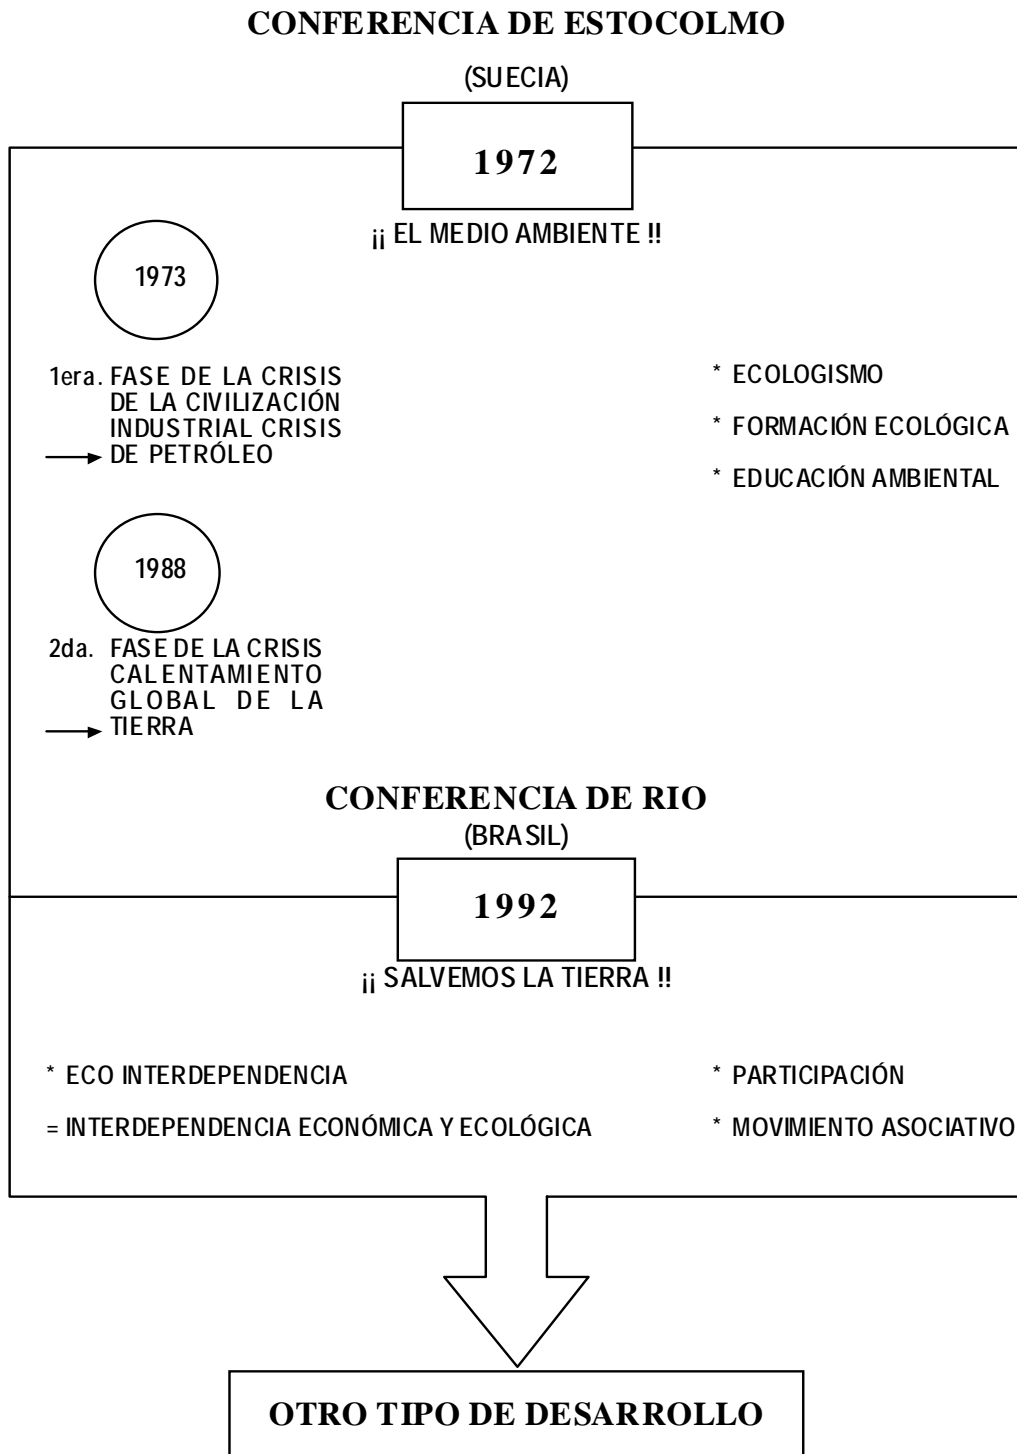 CONFERENCIA DE ESTOCOLMO
(SUECIA)
1972
¡¡ EL MEDIO AMBIENTE !!
1973
1era. FASE DE LA CRISIS
DE LA CIVILIZACIÓN
INDUSTRIAL CRISIS
DE PETRÓLEO
* ECOLOGISMO
* FORMACIÓN ECOLÓGICA
* EDUCACIÓN AMBIENTAL
1988
2da. FASE DE LA CRISIS
CALENTAMIENTO
GLOBAL DE LA
TIERRA
CONFERENCIA DE RIO
(BRASIL)
1992
¡¡ SALVEMOS LA TIERRA !!
* ECO INTERDEPENDENCIA
= INTERDEPENDENCIA ECONÓMICA Y ECOLÓGICA
* PARTICIPACIÓN
* MOVIMIENTO ASOCIATIVO
OTRO TIPO DE DESARROLLO